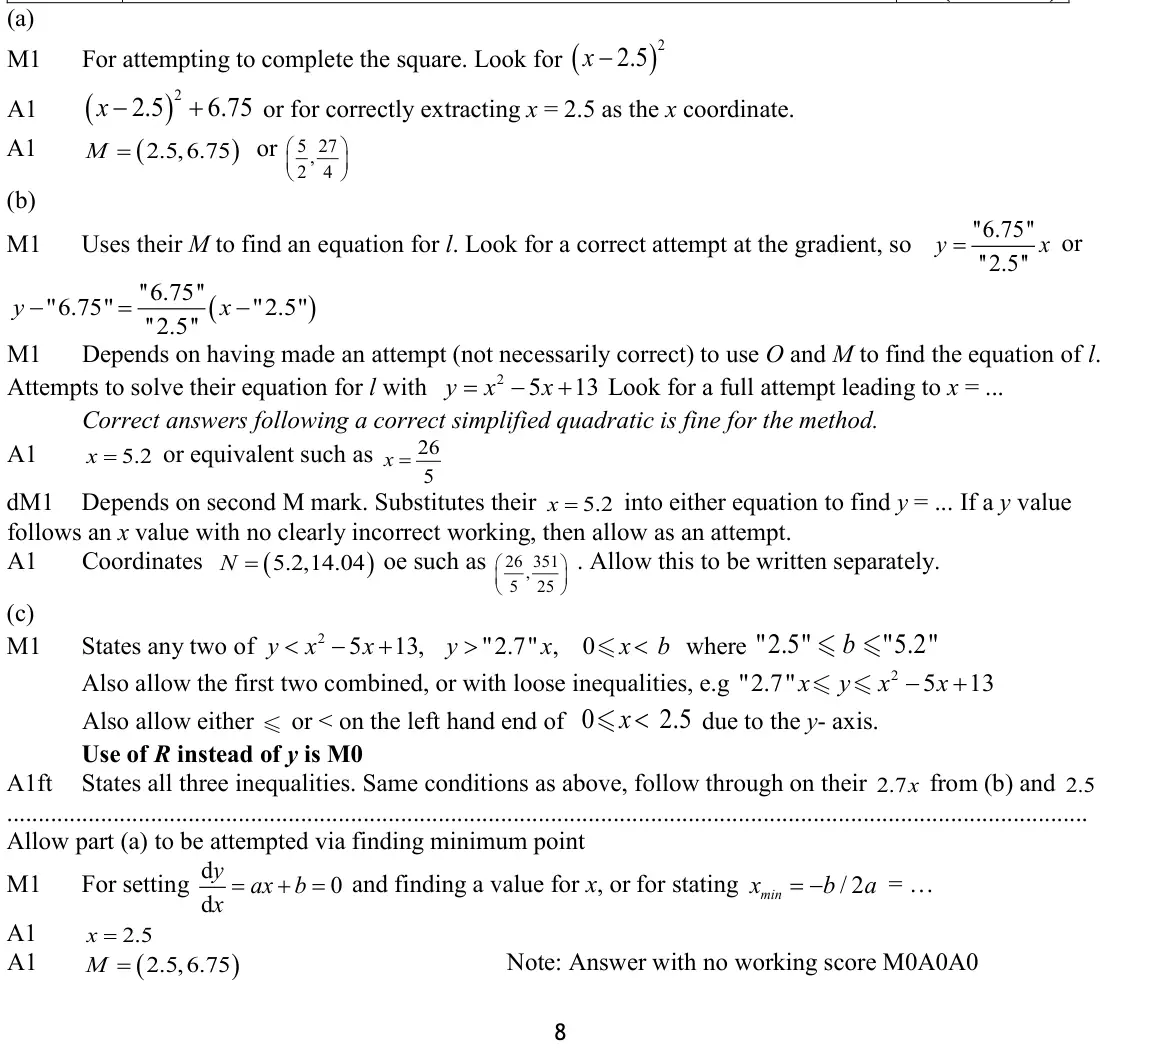 (a)
M1 For attempting to complete the square. Look for (x − 2.5)²
A1 (x − 2.5)² + 6.75 or for correctly extracting x = 2.5 as the x coordinate.
A1 M = (2.5, 6.75) or (5/2, 27/4)
(b)
M1 Uses their M to find an equation for l. Look for a correct attempt at the gradient, so y = "6.75"/"2.5" x or
y − "6.75" = "6.75"/"2.5" (x − "2.5")
M1 Depends on having made an attempt (not necessarily correct) to use O and M to find the equation of l.
Attempts to solve their equation for l with y = x² − 5x + 13 Look for a full attempt leading to x = ...
Correct answers following a correct simplified quadratic is fine for the method.
A1 x = 5.2 or equivalent such as x = 26/5
dM1 Depends on second M mark. Substitutes their x = 5.2 into either equation to find y = ... If a y value
follows an x value with no clearly incorrect working, then allow as an attempt.
A1 Coordinates N = (5.2, 14.04) oe such as (26/5, 351/25). Allow this to be written separately.
(c)
M1 States any two of y < x² − 5x + 13, y > "2.7"x, 0 ⩽ x < b where "2.5" ⩽ b ⩽ "5.2"
Also allow the first two combined, or with loose inequalities, e.g "2.7"x ⩽ y ⩽ x² − 5x + 13
Also allow either ⩽ or < on the left hand end of 0 ⩽ x < 2.5 due to the y- axis.
Use of R instead of y is M0
A1ft States all three inequalities. Same conditions as above, follow through on their 2.7x from (b) and 2.5
Allow part (a) to be attempted via finding minimum point
M1 For setting dy/dx = ax + b = 0 and finding a value for x, or for stating x_min = −b / 2a = …
A1 x = 2.5
A1 M = (2.5, 6.75) Note: Answer with no working score M0A0A0
8